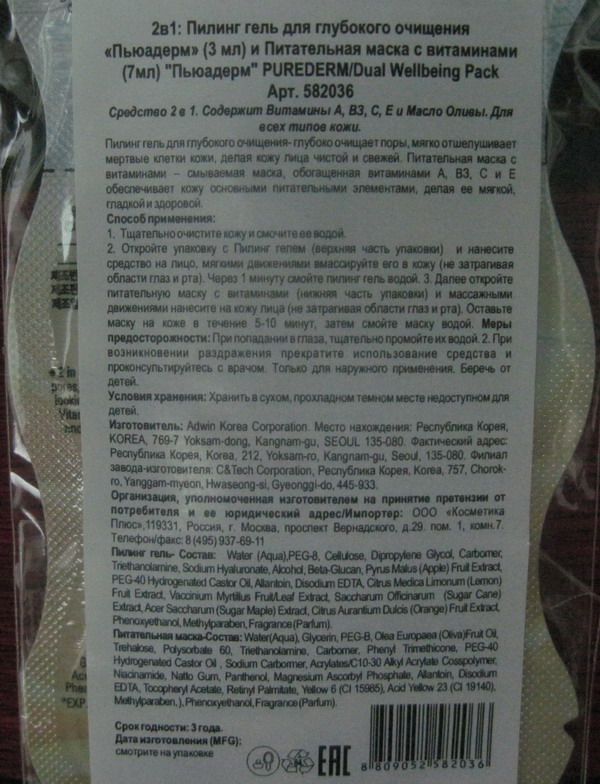 2в1: Пилинг гель для глубокого очищения
«Пьюадерм» (3 мл) и Питательная маска с витаминами
(7мл) "Пьюадерм" PUREDERM/Dual Wellbeing Pack
Арт. 582036
Средство 2 в 1. Содержит Витамины А, В3, С, Е и Масло Оливы. Для
всех типов кожи.
Пилинг гель для глубокого очищения- глубоко очищает поры, мягко отшелушивает
мертвые клетки кожи, делая кожу лица чистой и свежей. Питательная маска с
витаминами – смываемая маска, обогащенная витаминами А, В3, С и Е
обеспечивает кожу основными питательными элементами, делая ее мягкой,
гладкой и здоровой.
Способ применения:
1. Тщательно очистите кожу и смочите ее водой.
2. Откройте упаковку с Пилинг гелем (верхняя часть упаковки) и нанесите
средство на лицо, мягкими движениями вмассируйте его в кожу (не затрагивая
области глаз и рта). Через 1 минуту смойте пилинг гель водой. 3. Далее откройте
питательную маску с витаминами (нижняя часть упаковки) и массажными
движениями нанесите на кожу лица (не затрагивая области глаз и рта). Оставьте
маску на коже в течение 5-10 минут, затем смойте маску водой. Меры
предосторожности: При попадании в глаза, тщательно промойте их водой. 2. При
возникновении раздражения прекратите использование средства и
проконсультируйтесь с врачом. Только для наружного применения. Беречь от
детей.
Условия хранения: Хранить в сухом, прохладном темном месте недоступном для
детей.
Изготовитель: Adwin Korea Corporation. Место нахождения: Республика Корея,
KOREA, 769-7 Yoksam-dong, Kangnam-gu, SEOUL 135-080. Фактический адрес:
Республика Корея, Korea, 212, Yoksam-ro, Kangnam-gu, Seoul, 135-080. Филиал
завода-изготовителя: C&Tech Corporation, Республика Корея, Korea, 757, Chorok-
ro, Yanggam-myeon, Hwaseong-si, Gyeonggi-do, 445-933.
Организация, уполномоченная изготовителем на принятие претензии от
потребителя и ее юридический адрес/Импортер: ООО «Косметика
Плюс»,119331, Россия, г. Москва, проспект Вернадского, д.29. пом. 1, комн.7.
Телефон/факс: 8 (495) 937-69-11
Пилинг гель- Состав: Water (Aqua),PEG-8, Cellulose, Dipropylene Glycol, Carbomer,
Triethanolamine, Sodium Hyaluronate, Alcohol, Beta-Glucan, Pyrus Malus (Apple) Fruit Extract,
PEG-40 Hydrogenated Castor Oil, Allantoin, Disodium EDTA, Citrus Medica Limonum (Lemon)
Fruit Extract, Vaccinium Myrtillus Fruit/Leaf Extract, Saccharum Officinarum (Sugar Cane)
Extract, Acer Saccharum (Sugar Maple) Extract, Citrus Aurantium Dulcis (Orange) Fruit Extract,
Phenoxyethanol, Methylparaben, Fragrance (Parfum).
Питательная маска-Состав: Water(Aqua), Glycerin, PEG-8, Olea Europaea (Oliva)Fruit Oil,
Trehalose, Polysorbate 60, Triethanolamine, Carbomer, Phenyl Trimethicone, PEG-40
Hydrogenated Castor Oil , Sodium Carbormer, Acrylates/C10-30 Alkyl Acrylate Cosspolymer,
Niacinamide, Natto Gum, Panthenol, Magnesium Ascorbyl Phosphate, Allantoin, Disodium
EDTA, Tocopheryl Acetate, Retinyl Palmitate, Yellow 6 (CI 15985), Acid Yellow 23 (CI 19140),
Methylparaben, ), Phenoxyethanol, Fragrance (Parfum).
Срок годности: 3 года.
Дата изготовления (MFG):
смотрите на упаковке
EAC
8 809052 582036